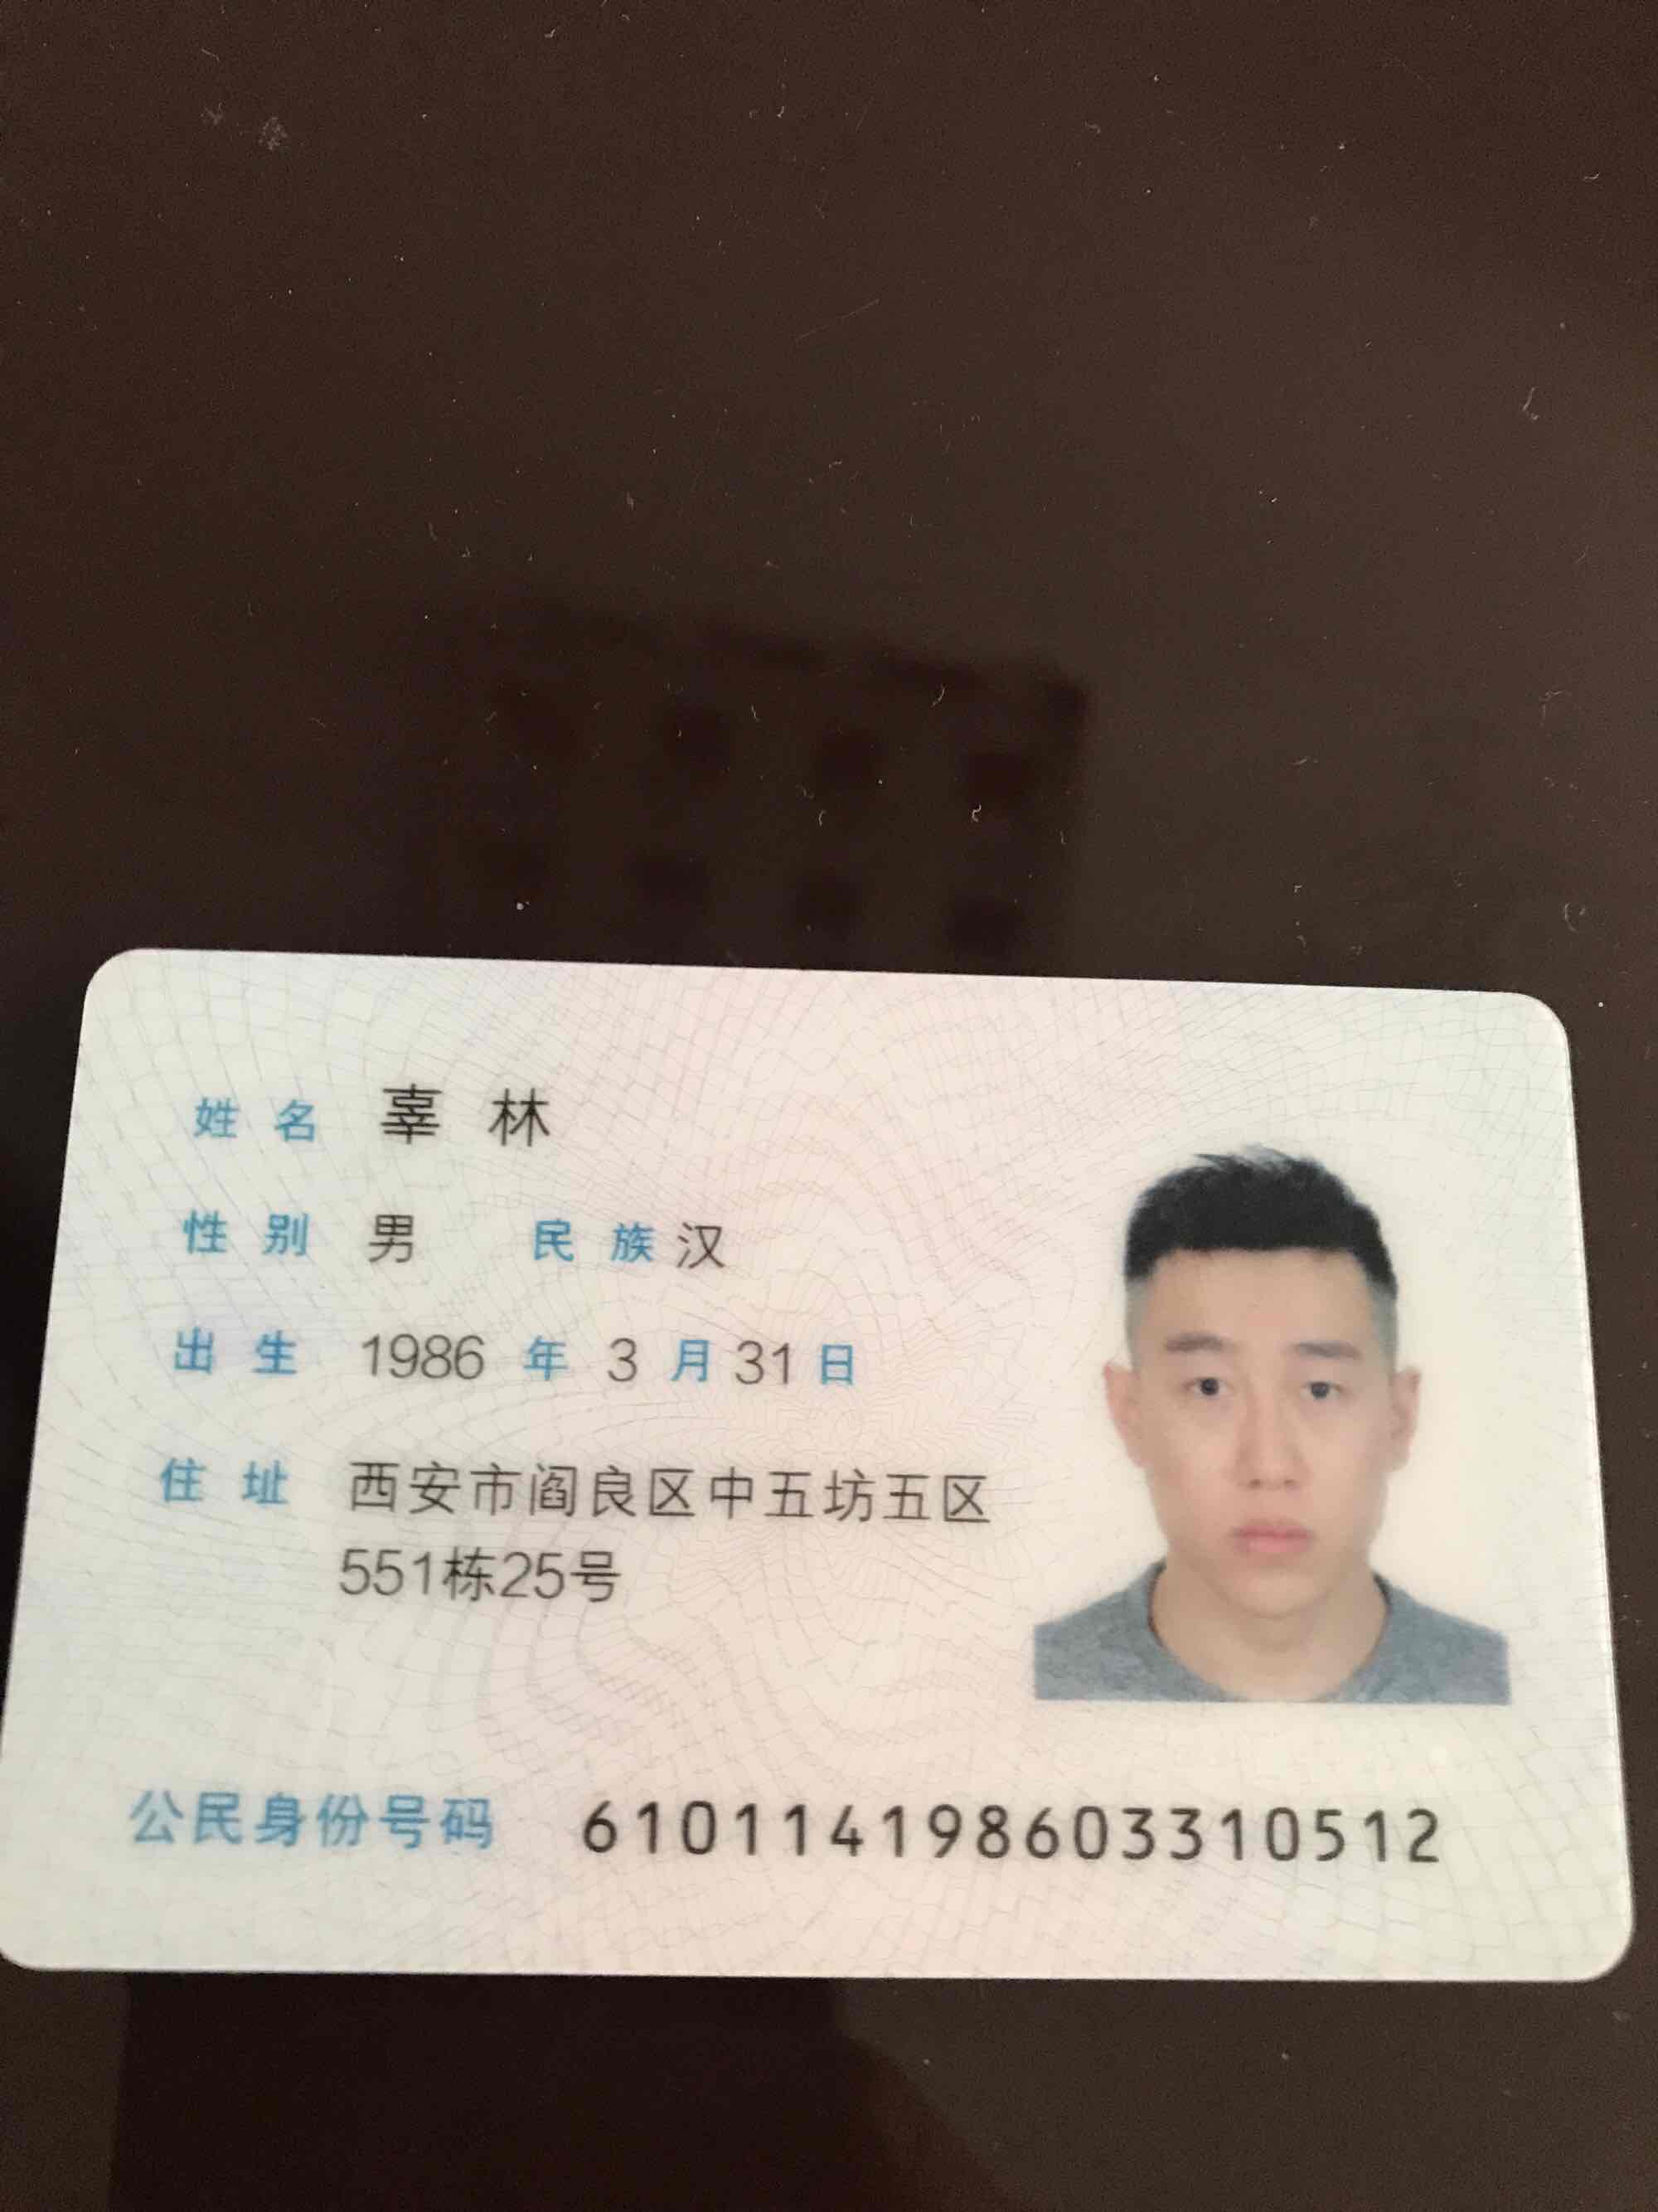 姓名 辜林
性别 男 民族 汉
出生 1986 年 3 月 31 日
住址 西安市阎良区中五坊五区
551栋25号
公民身份号码 610114198603310512